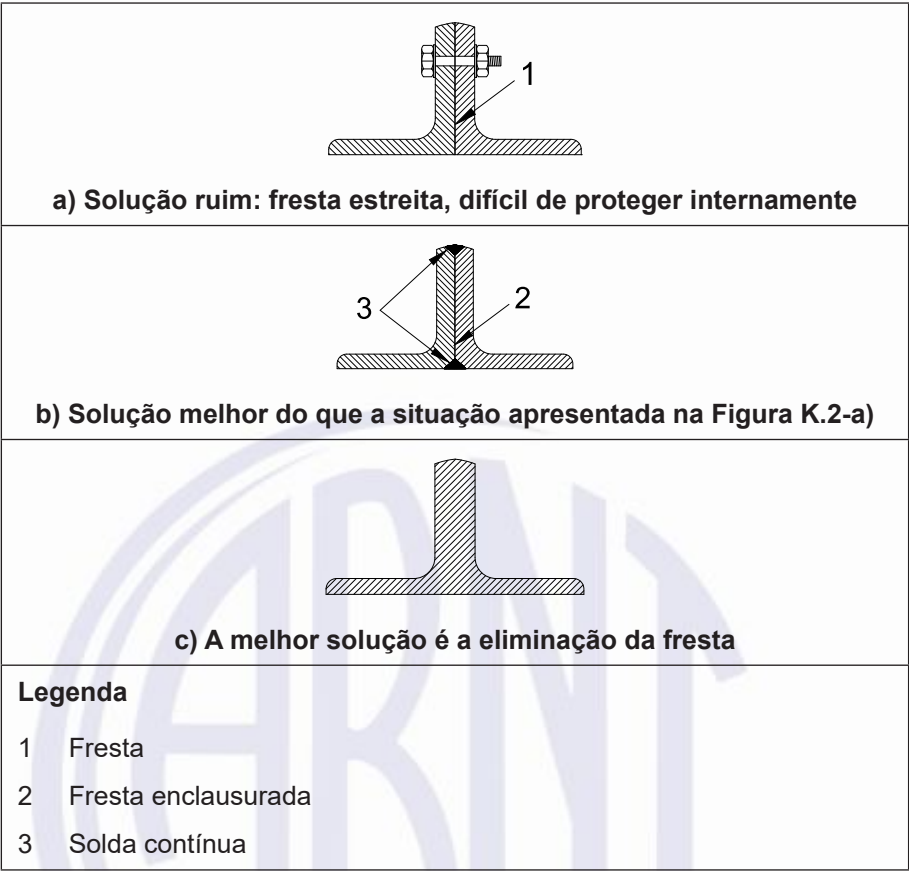 1
a) Solução ruim: fresta estreita, difícil de proteger internamente
3
2
b) Solução melhor do que a situação apresentada na Figura K.2-a)
c) A melhor solução é a eliminação da fresta
Legenda
1 Fresta
2 Fresta enclausurada
3 Solda contínua
ABNT